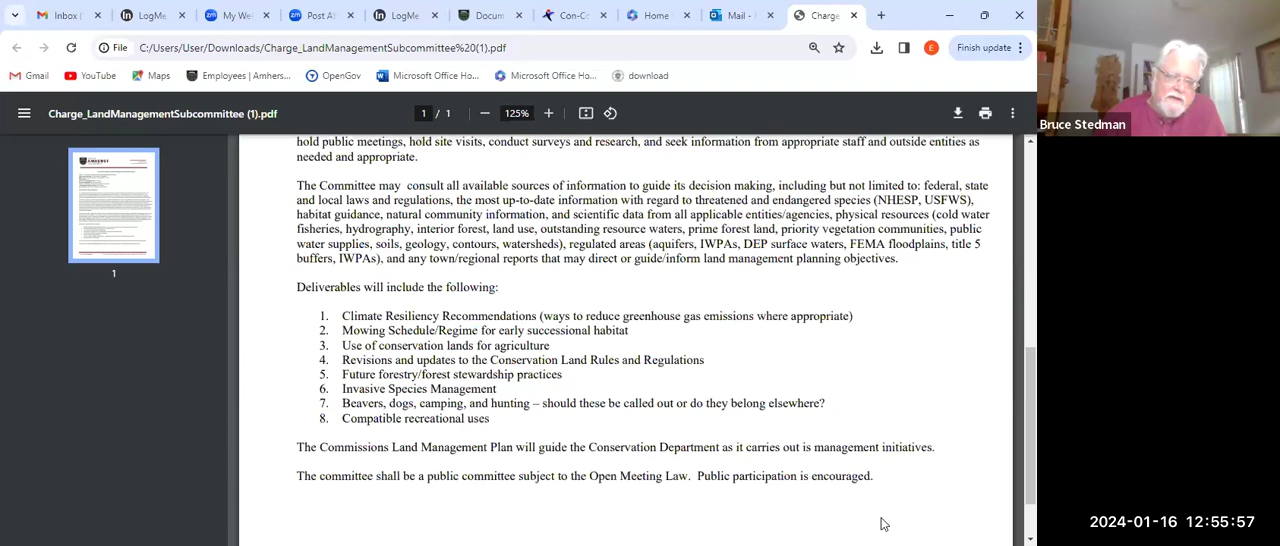 Inbox (
LogMe
My Wel
Post At
LogMe
Docum
Con-Co
Home
Mail -
Charge
File
C:/Users/User/Downloads/Charge_LandManagementSubcommittee%20(1).pdf
Finish update
Gmail
YouTube
Maps
Employees | Amhers...
OpenGov
Microsoft Office Ho...
Microsoft Office Ho...
download
Charge_LandManagementSubcommittee (1).pdf
1 / 1
125%
Bruce Stedman
hold public meetings, hold site visits, conduct surveys and research, and seek information from appropriate staff and outside entities as
needed and appropriate.
The Committee may consult all available sources of information to guide its decision making including but not limited to: federal, state
and local laws and regulations, the most up-to-date information with regard to threatened and endangered species (NHESP, USFWS),
habitat guidance, natural community information, and scientific data from all applicable entities/agencies, physical resources (cold water
fisheries, topography, interior forest, landforms, outstanding resource waters, prime forest land, priority vegetation communities, public
water supplies, soils, geology, contours, watersheds), regulated areas (aquifers, IWPAs, DEP surface waters, FEMA floodplains, title 5
buffers, IWPAs), and any town/regional reports that may direct or guide/inform land management planning objectives.
Deliverables will include the following:
1. Climate Resiliency Recommendations (ways to reduce greenhouse gas emissions where appropriate)
2. Mowing Schedule/Regime for early successional habitat
3. Use of conservation lands for agriculture
4. Revisions and updates to the Conservation Land Rules and Regulations
5. Future forestry/forest stewardship practices
6. Invasive Species Management
7. Beavers, dogs, camping, and hunting – should these be called out or do they belong elsewhere?
8. Compatible recreational uses
The Commissions Land Management Plan will guide the Conservation Department as it carries out is management initiatives.
The committee shall be a public committee subject to the Open Meeting Law. Public participation is encouraged.
1
2024-01-16 12:55:57